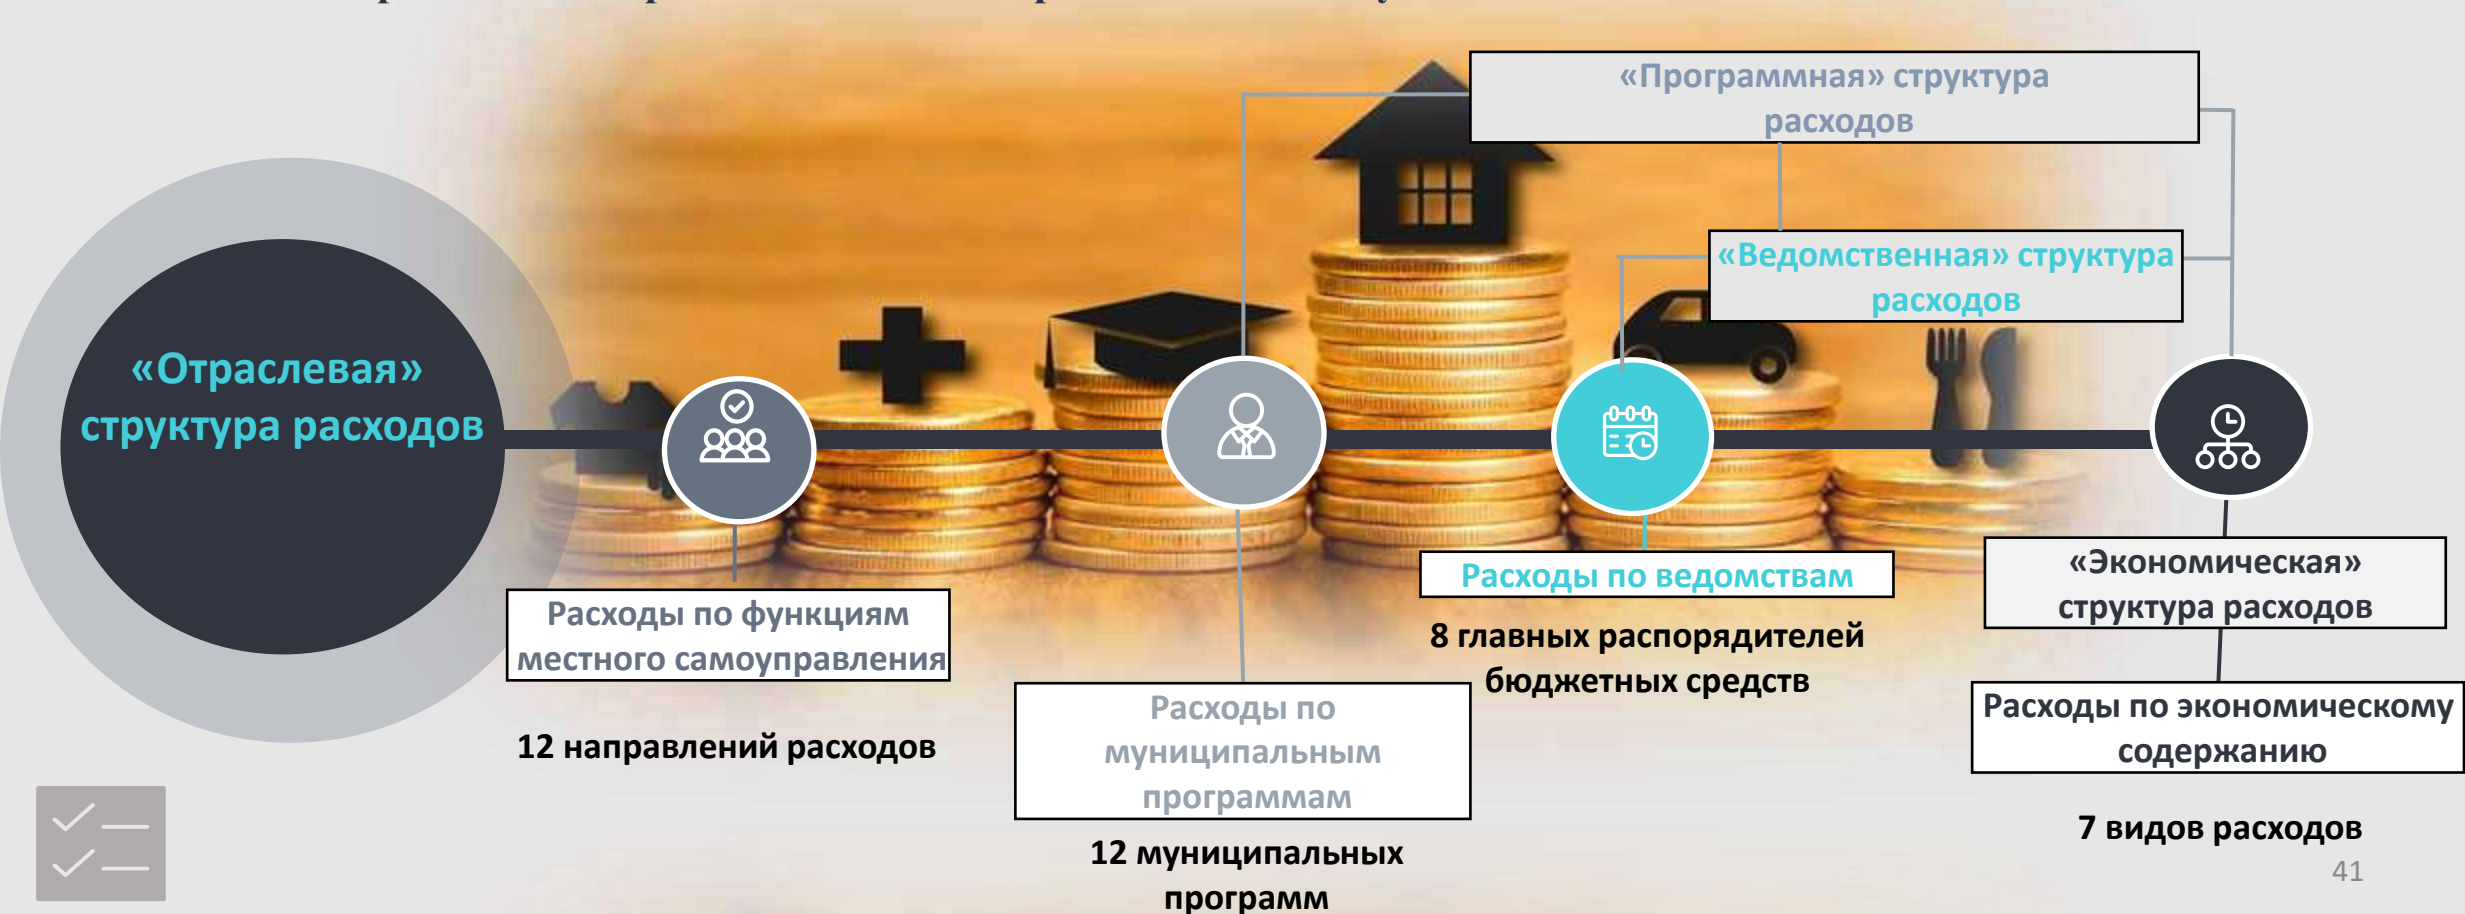 «Программная» структура
расходов
«Ведомственная» структура
расходов
«Отраслевая»
структура расходов
Расходы по функциям
местного самоуправления
12 направлений расходов
Расходы по
муниципальным
программам
12 муниципальных
программ
Расходы по ведомствам
8 главных распорядителей
бюджетных средств
«Экономическая»
структура расходов
Расходы по экономическому
содержанию
7 видов расходов
41